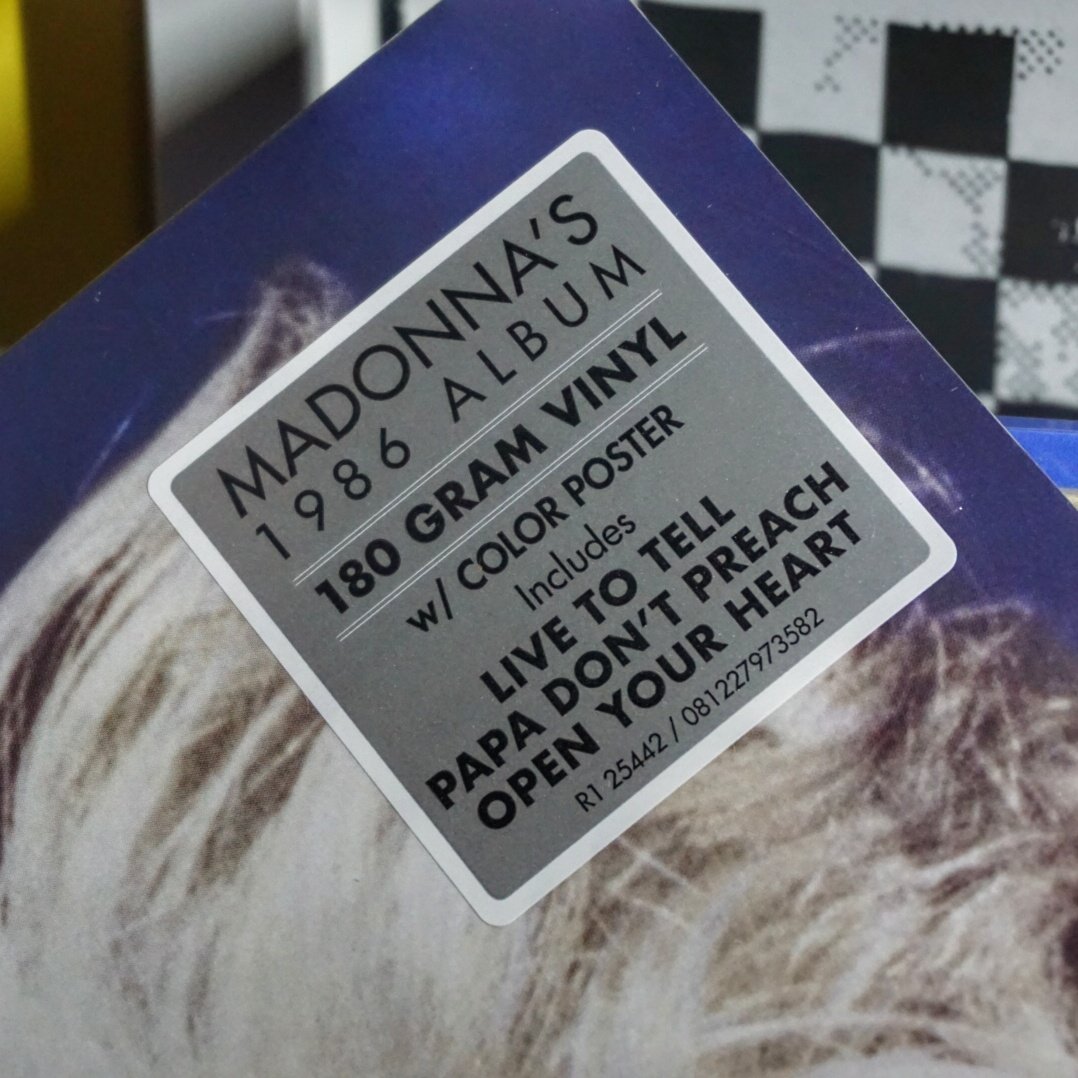 MADONNA'S
1986 ALBUM
180 GRAM VINYL
w/ COLOR POSTER
Includes
LIVE TO TELL
PAPA DON'T PREACH
OPEN YOUR HEART
R1 25442 / 081227973582